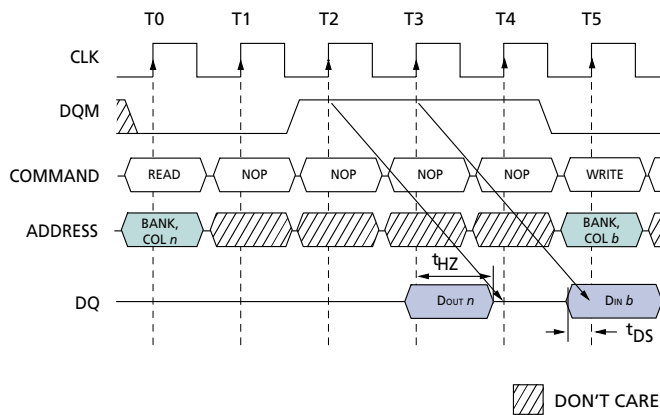 T0 T1 T2 T3 T4 T5
CLK
DQM
COMMAND READ NOP NOP NOP NOP WRITE
ADDRESS BANK, COL n BANK, COL b
tHZ
DQ DOUT n DIN b
tDS
DON'T CARE